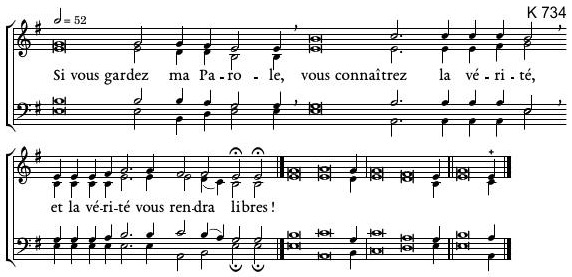 K 734
𝅗𝅥 = 52
Si vous gardez ma Pa - ro - le, vous connaîtrez la vé - ri - té,
et la vé-ri-té vous ren-dra libres !